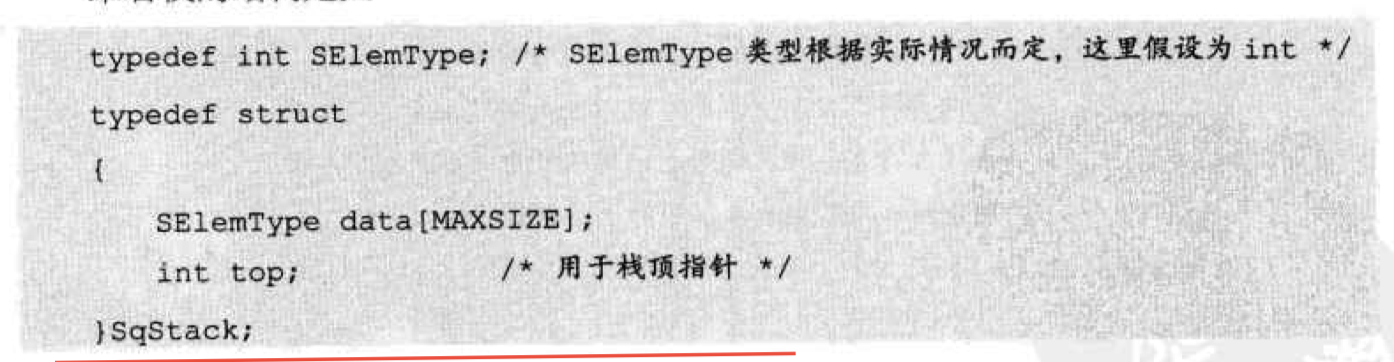 typedef int SElemType; /* SElemType 类型根据实际情况而定，这里假设为 int */
typedef struct
{
SElemType data[MAXSIZE];
int top; /* 用于栈顶指针 */
}SqStack;